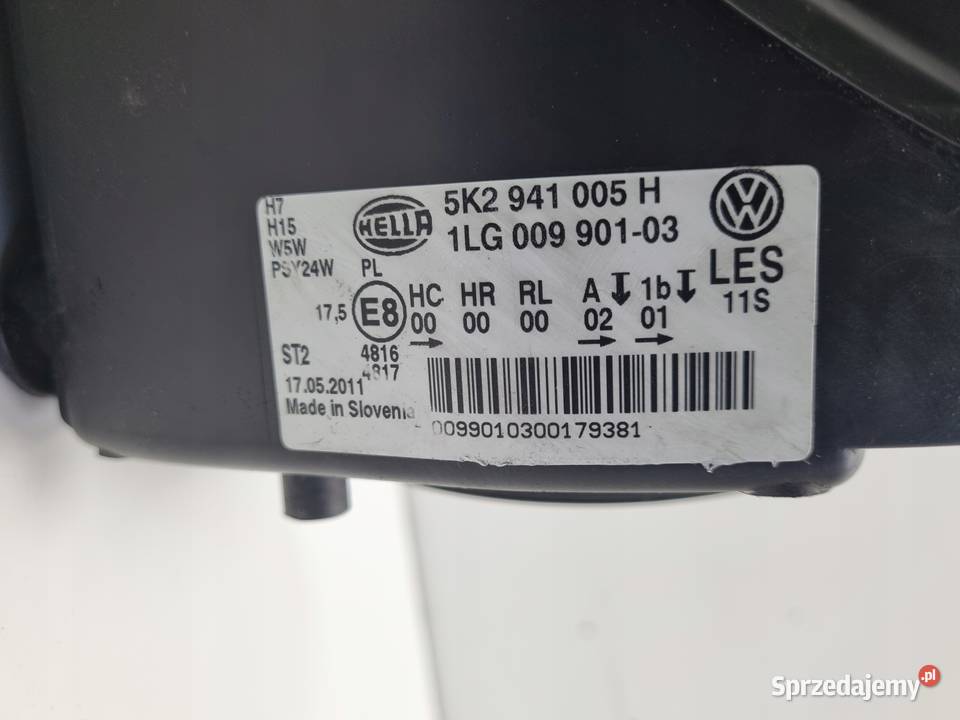 H7
H15
W5W
PSY24W
HELLA
5K2 941 005 H
1LG 009 901-03
LES
11S
PL
17,5
E8
HC HR RL A 1b
00 00 00 02 01
ST2
4816
4817
17.05.2011
Made in Slovenia
0099010300179381
Sprzedajemy.pl